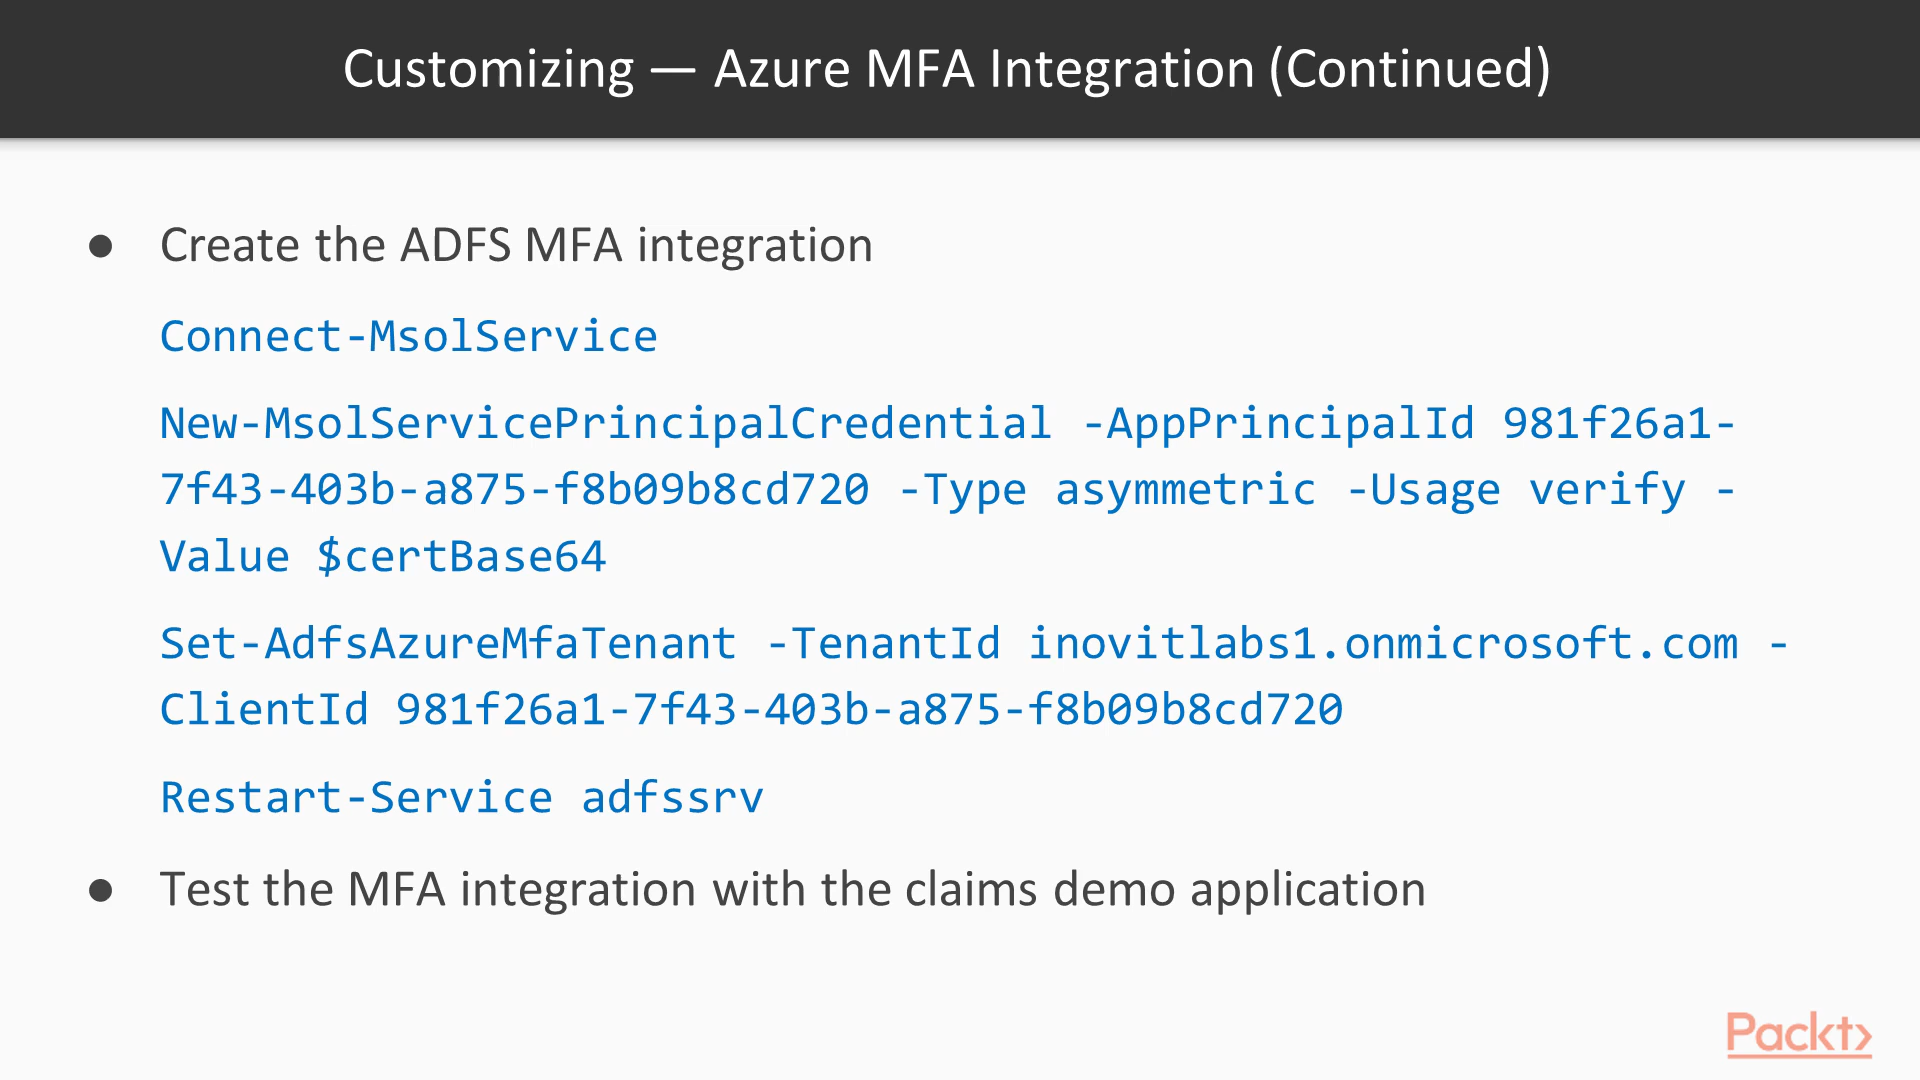 Customizing — Azure MFA Integration (Continued)
● Create the ADFS MFA integration
Connect-MsolService
New-MsolServicePrincipalCredential -AppPrincipalId 981f26a1-
7f43-403b-a875-f8b09b8cd720 -Type asymmetric -Usage verify -
Value $certBase64
Set-AdfsAzureMfaTenant -TenantId inovitlabs1.onmicrosoft.com -
ClientId 981f26a1-7f43-403b-a875-f8b09b8cd720
Restart-Service adfssrv
● Test the MFA integration with the claims demo application
Packt>